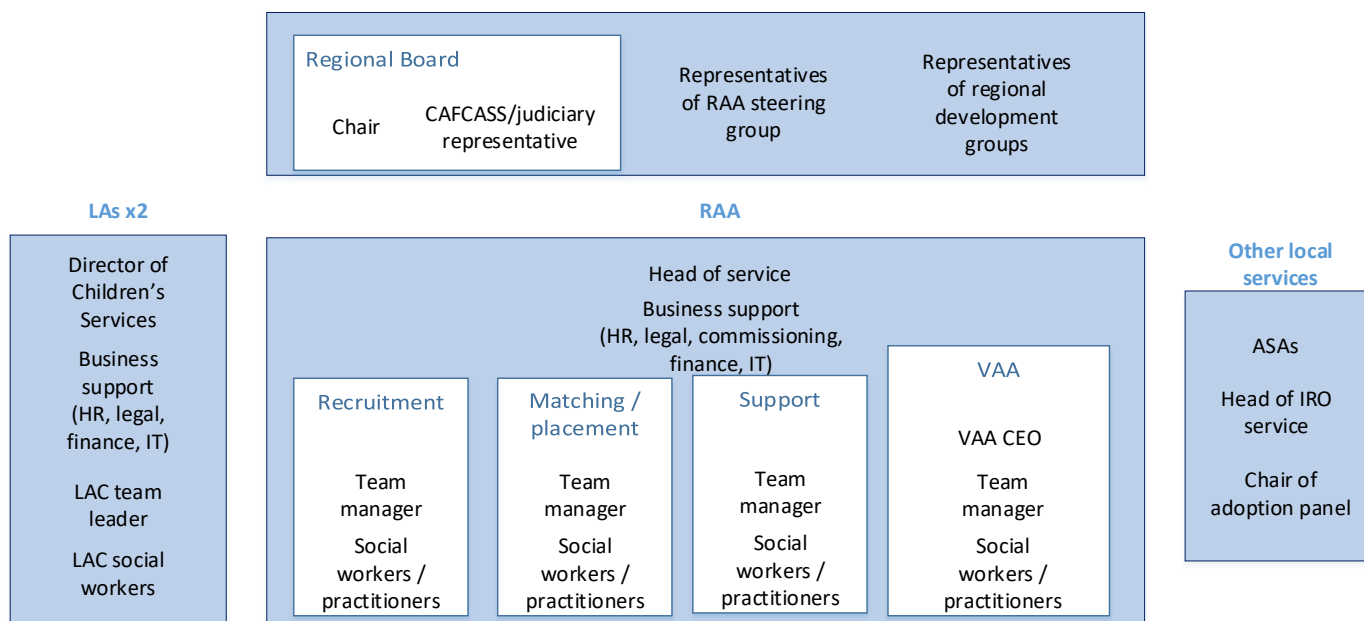 Regional Board
Chair
CAFCASS/judiciary
representative
Representatives
of RAA steering
group
Representatives
of regional
development
groups
LAs x2
Director of
Children’s
Services
Business
support
(HR, legal,
finance, IT)
LAC team
leader
LAC social
workers
RAA
Head of service
Business support
(HR, legal, commissioning,
finance, IT)
Recruitment
Team
manager
Social
workers /
practitioners
Matching /
placement
Team
manager
Social
workers /
practitioners
Support
Team
manager
Social
workers /
practitioners
VAA
VAA CEO
Team
manager
Social
workers /
practitioners
Other local
services
ASAs
Head of IRO
service
Chair of
adoption panel